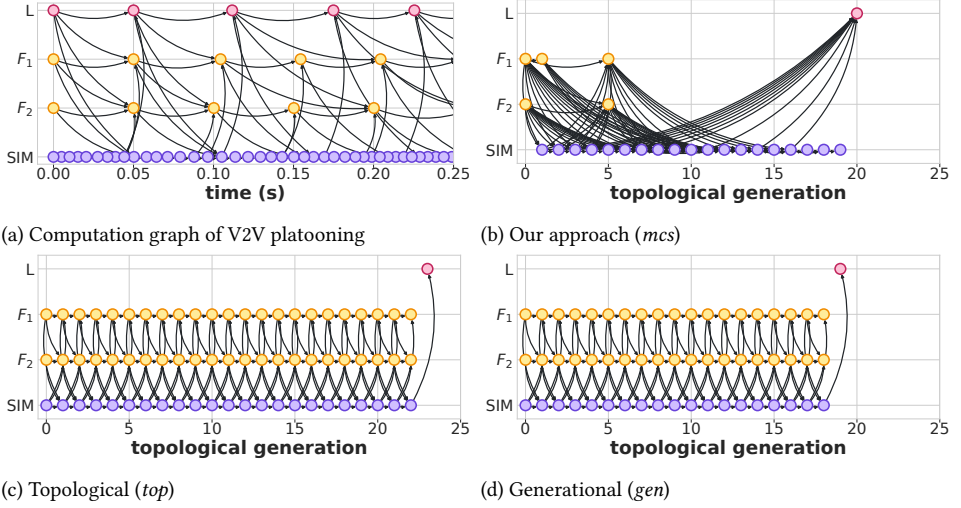 L
F₁
F₂
SIM
0.00 0.05 0.10 0.15 0.20 0.25
time (s)
(a) Computation graph of V2V platooning
L
F₁
F₂
SIM
0 5 10 15 20 25
topological generation
(b) Our approach (mcs)
L
F₁
F₂
SIM
0 5 10 15 20 25
topological generation
(c) Topological (top)
L
F₁
F₂
SIM
0 5 10 15 20 25
topological generation
(d) Generational (gen)